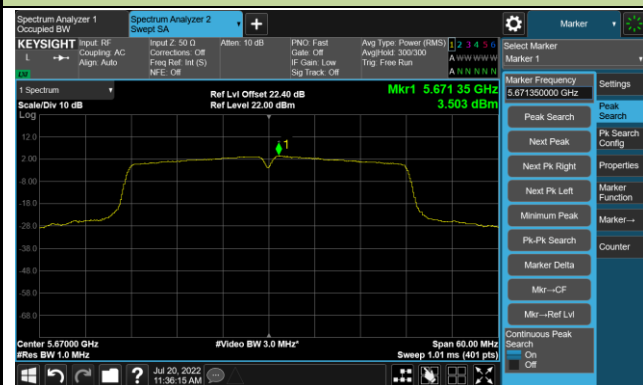 Spectrum Analyzer 1
Occupied BW
Spectrum Analyzer 2
Swept SA
+
Marker
KEYSIGHT
L
Input: RF
Coupling: AC
Align: Auto
Input Z: 50 Ω
Corrections: Off
Freq Ref: Int (S)
NFE: Off
Atten: 10 dB
PNO: Fast
Gate: Off
IF Gain: Low
Sig Track: Off
Avg Type: Power (RMS)
Avg|Hold: 300/300
Trig: Free Run
1 2 3 4 5 6
A W W W W W
A N N N N N
Select Marker
Marker 1
1 Spectrum
Scale/Div 10 dB
Log
Ref Lvl Offset 22.40 dB
Ref Level 22.00 dBm
Mkr1 5.671 35 GHz
3.503 dBm
1
12.0
2.00
-8.00
-18.0
-28.0
-38.0
-48.0
-58.0
-68.0
Center 5.67000 GHz
#Res BW 1.0 MHz
#Video BW 3.0 MHz*
Span 60.00 MHz
Sweep 1.01 ms (401 pts)
Marker Frequency
5.671350000 GHz
Peak Search
Next Peak
Next Pk Right
Next Pk Left
Minimum Peak
Pk-Pk Search
Marker Delta
Mkr→CF
Mkr→Ref Lvl
Continuous Peak
Search
On
Off
Settings
Peak
Search
Pk Search
Config
Properties
Marker
Function
Marker→
Counter
?
Jul 20, 2022
11:36:15 AM